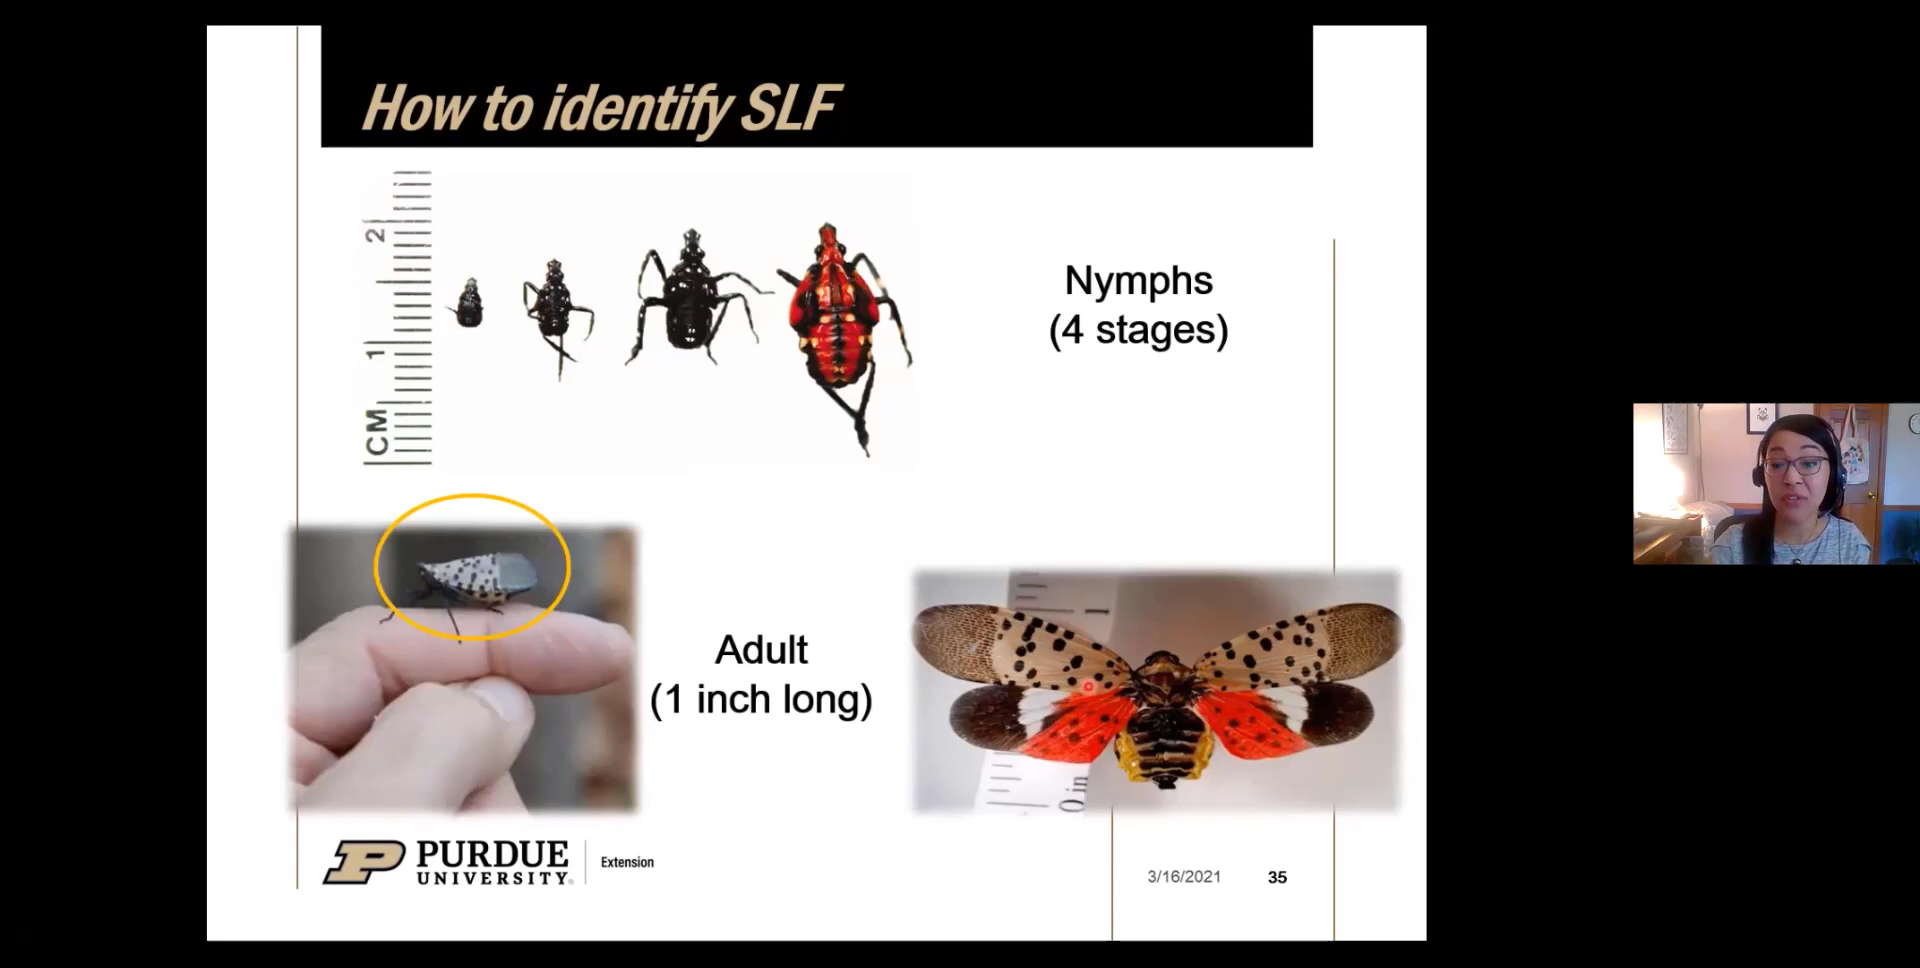 How to identify SLF
2
1
CM
Nymphs
(4 stages)
Adult
(1 inch long)
0 in
PURDUE
UNIVERSITY
Extension
3/16/2021
35